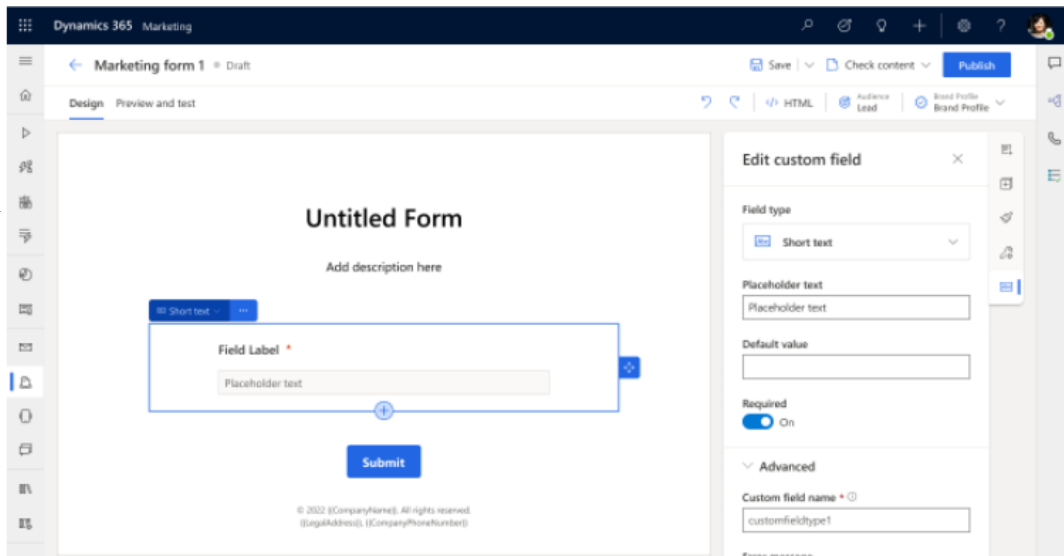 Dynamics 365 Marketing
Marketing form 1 Draft
Save
Check content
Publish
Design
Preview and test
HTML
Audience
Lead
Brand Profile
Brand Profile
Untitled Form
Add description here
Short text
Field Label *
Placeholder text
Submit
© 2022 {{CompanyName}}. All rights reserved.
{{LegalAddress}}, {{CompanyPhoneNumber}}
Edit custom field
Field type
Short text
Placeholder text
Placeholder text
Default value
Required
On
Advanced
Custom field name *
customfieldtype1
Error message